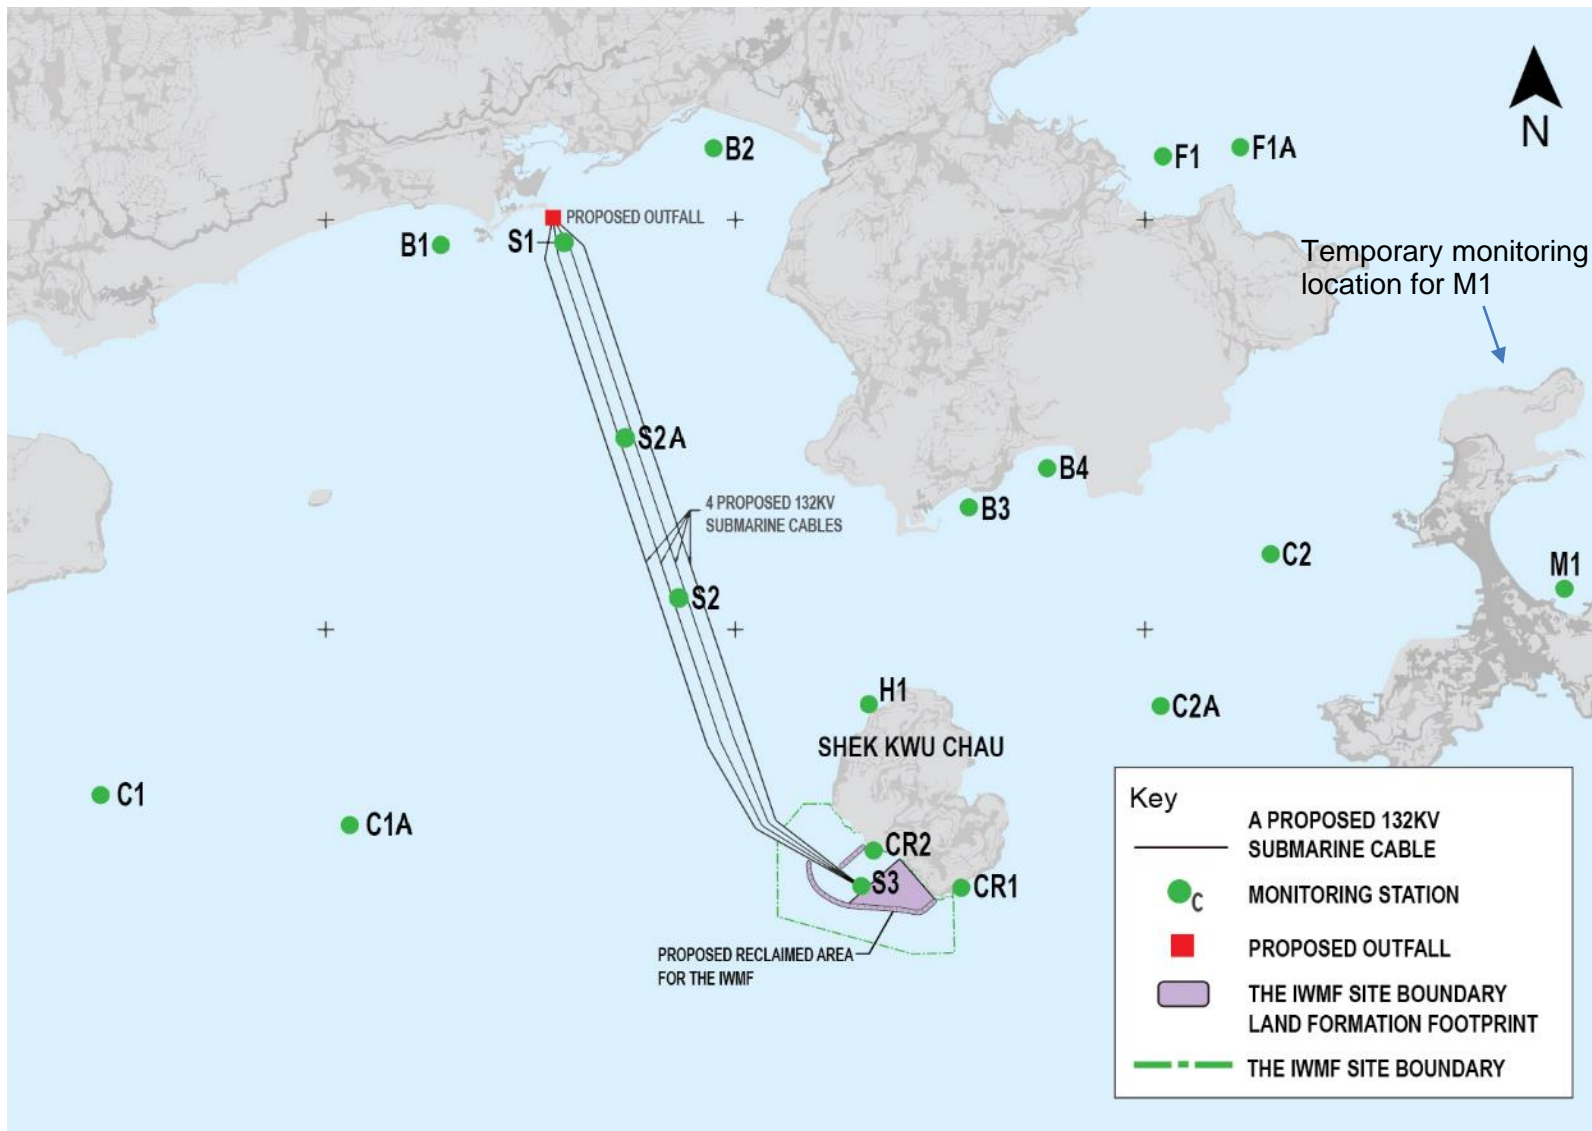 N
B2
F1
F1A
PROPOSED OUTFALL
B1
S1
Temporary monitoring
location for M1
S2A
B4
4 PROPOSED 132KV
SUBMARINE CABLES
B3
C2
M1
S2
H1
C2A
SHEK KWU CHAU
C1
C1A
CR2
S3
CR1
PROPOSED RECLAIMED AREA
FOR THE IWMF
Key
A PROPOSED 132KV
SUBMARINE CABLE
C
MONITORING STATION
PROPOSED OUTFALL
THE IWMF SITE BOUNDARY
LAND FORMATION FOOTPRINT
THE IWMF SITE BOUNDARY